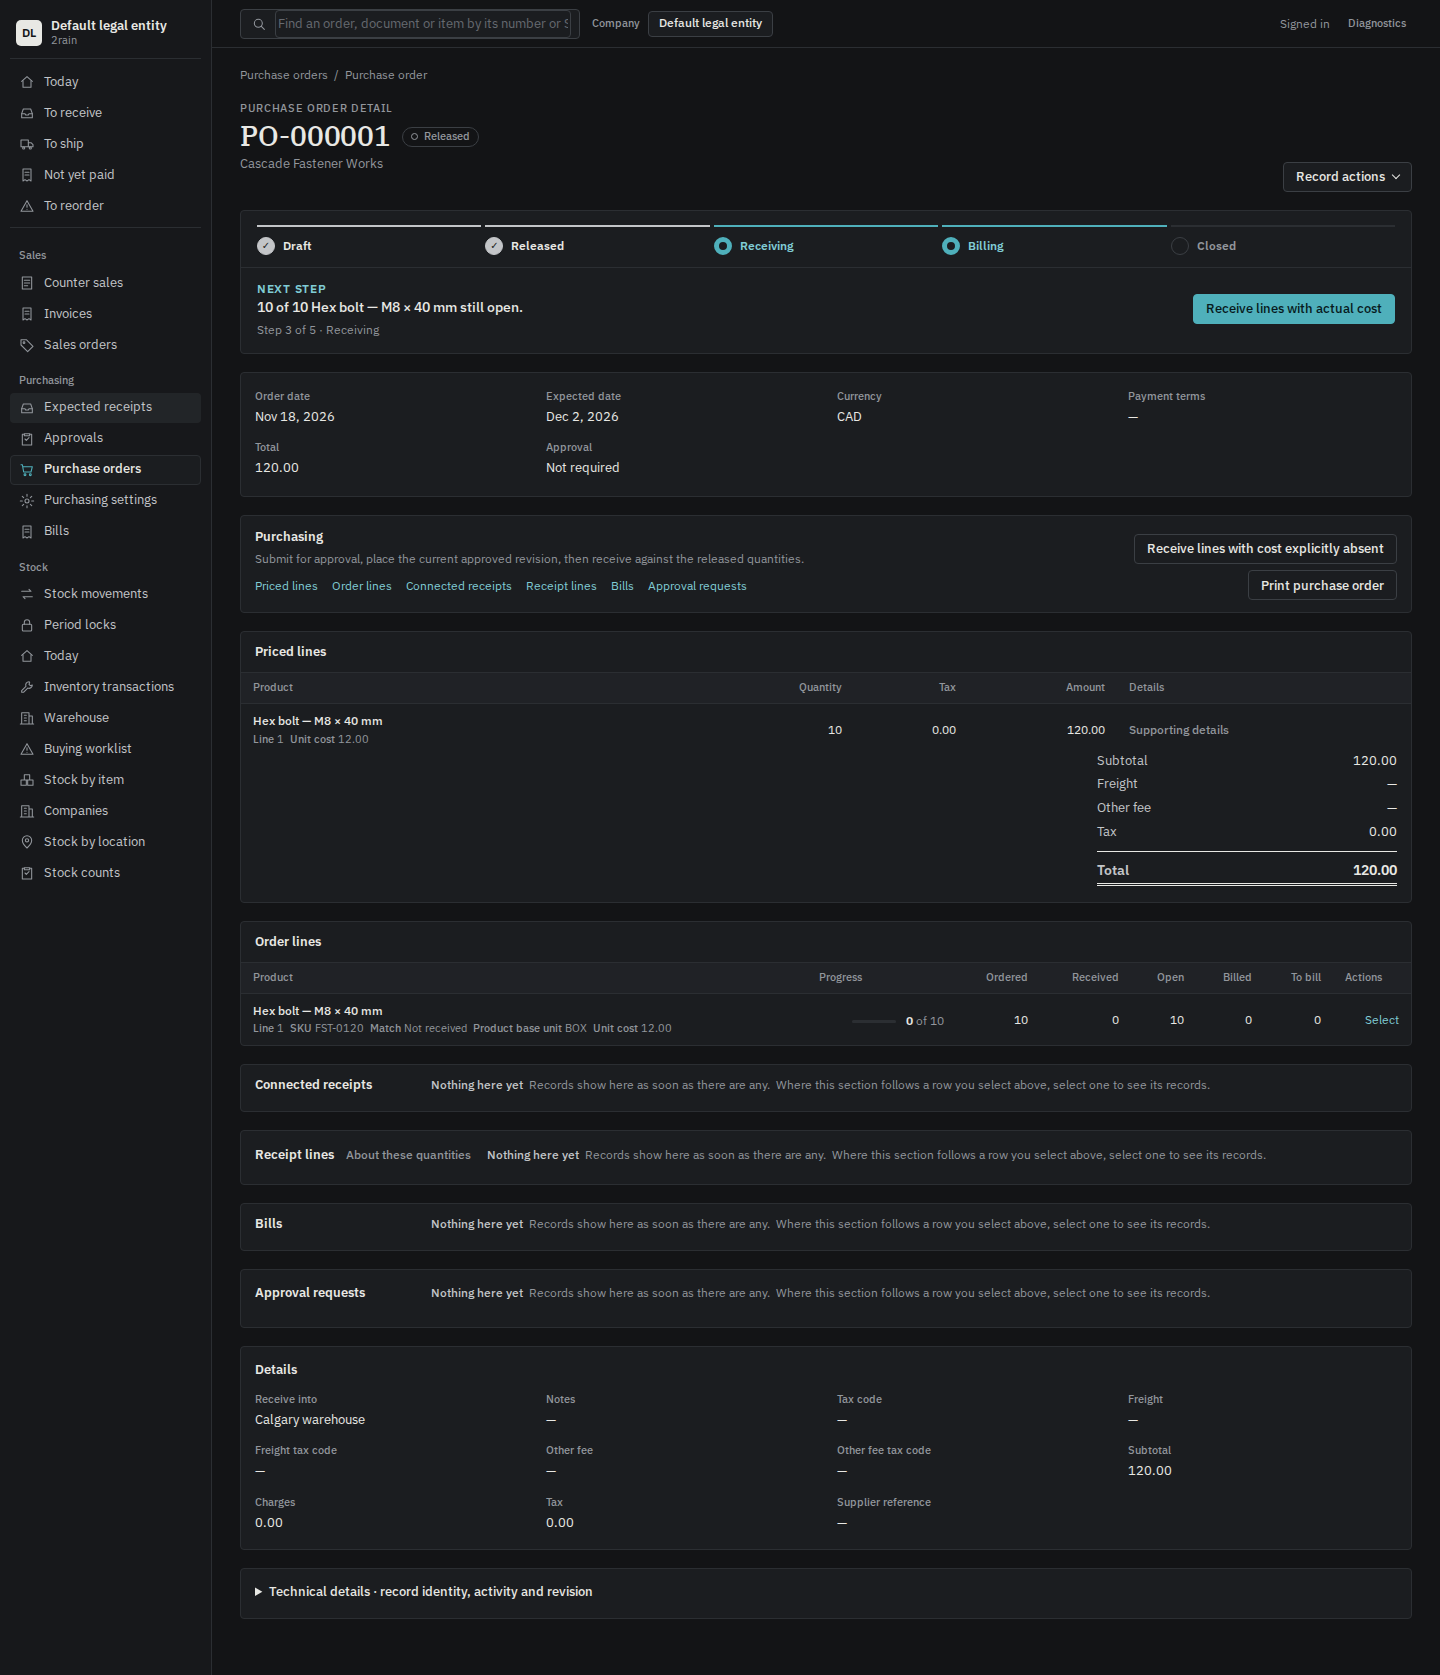 DL
Default legal entity
2rain
Today
To receive
To ship
Not yet paid
To reorder
Sales
Counter sales
Invoices
Sales orders
Purchasing
Expected receipts
Approvals
Purchase orders
Purchasing settings
Bills
Stock
Stock movements
Period locks
Today
Inventory transactions
Warehouse
Buying worklist
Stock by item
Companies
Stock by location
Stock counts
Find an order, document or item by its number or
Company Default legal entity
Signed in Diagnostics
Purchase orders / Purchase order
PURCHASE ORDER DETAIL
PO-000001 Released
Cascade Fastener Works
Record actions
✓ Draft ✓ Released Receiving Billing Closed
NEXT STEP
10 of 10 Hex bolt — M8 × 40 mm still open.
Step 3 of 5 · Receiving
Receive lines with actual cost
Order date Expected date Currency Payment terms
Nov 18, 2026 Dec 2, 2026 CAD —
Total Approval
120.00 Not required
Purchasing
Submit for approval, place the current approved revision, then receive against the released quantities.
Priced lines Order lines Connected receipts Receipt lines Bills Approval requests
Receive lines with cost explicitly absent
Print purchase order
Priced lines
Product Quantity Tax Amount Details
Hex bolt — M8 × 40 mm
Line 1 Unit cost 12.00
10 0.00 120.00 Supporting details
Subtotal 120.00
Freight —
Other fee —
Tax 0.00
Total 120.00
Order lines
Product Progress Ordered Received Open Billed To bill Actions
Hex bolt — M8 × 40 mm
Line 1 SKU FST-0120 Match Not received Product base unit BOX Unit cost 12.00
0 of 10 10 0 10 0 0 Select
Connected receipts Nothing here yet Records show here as soon as there are any. Where this section follows a row you select above, select one to see its records.
Receipt lines About these quantities Nothing here yet Records show here as soon as there are any. Where this section follows a row you select above, select one to see its records.
Bills Nothing here yet Records show here as soon as there are any. Where this section follows a row you select above, select one to see its records.
Approval requests Nothing here yet Records show here as soon as there are any. Where this section follows a row you select above, select one to see its records.
Details
Receive into Notes Tax code Freight
Calgary warehouse — — —
Freight tax code Other fee Other fee tax code Subtotal
— — — 120.00
Charges Tax Supplier reference
0.00 0.00 —
Technical details · record identity, activity and revision